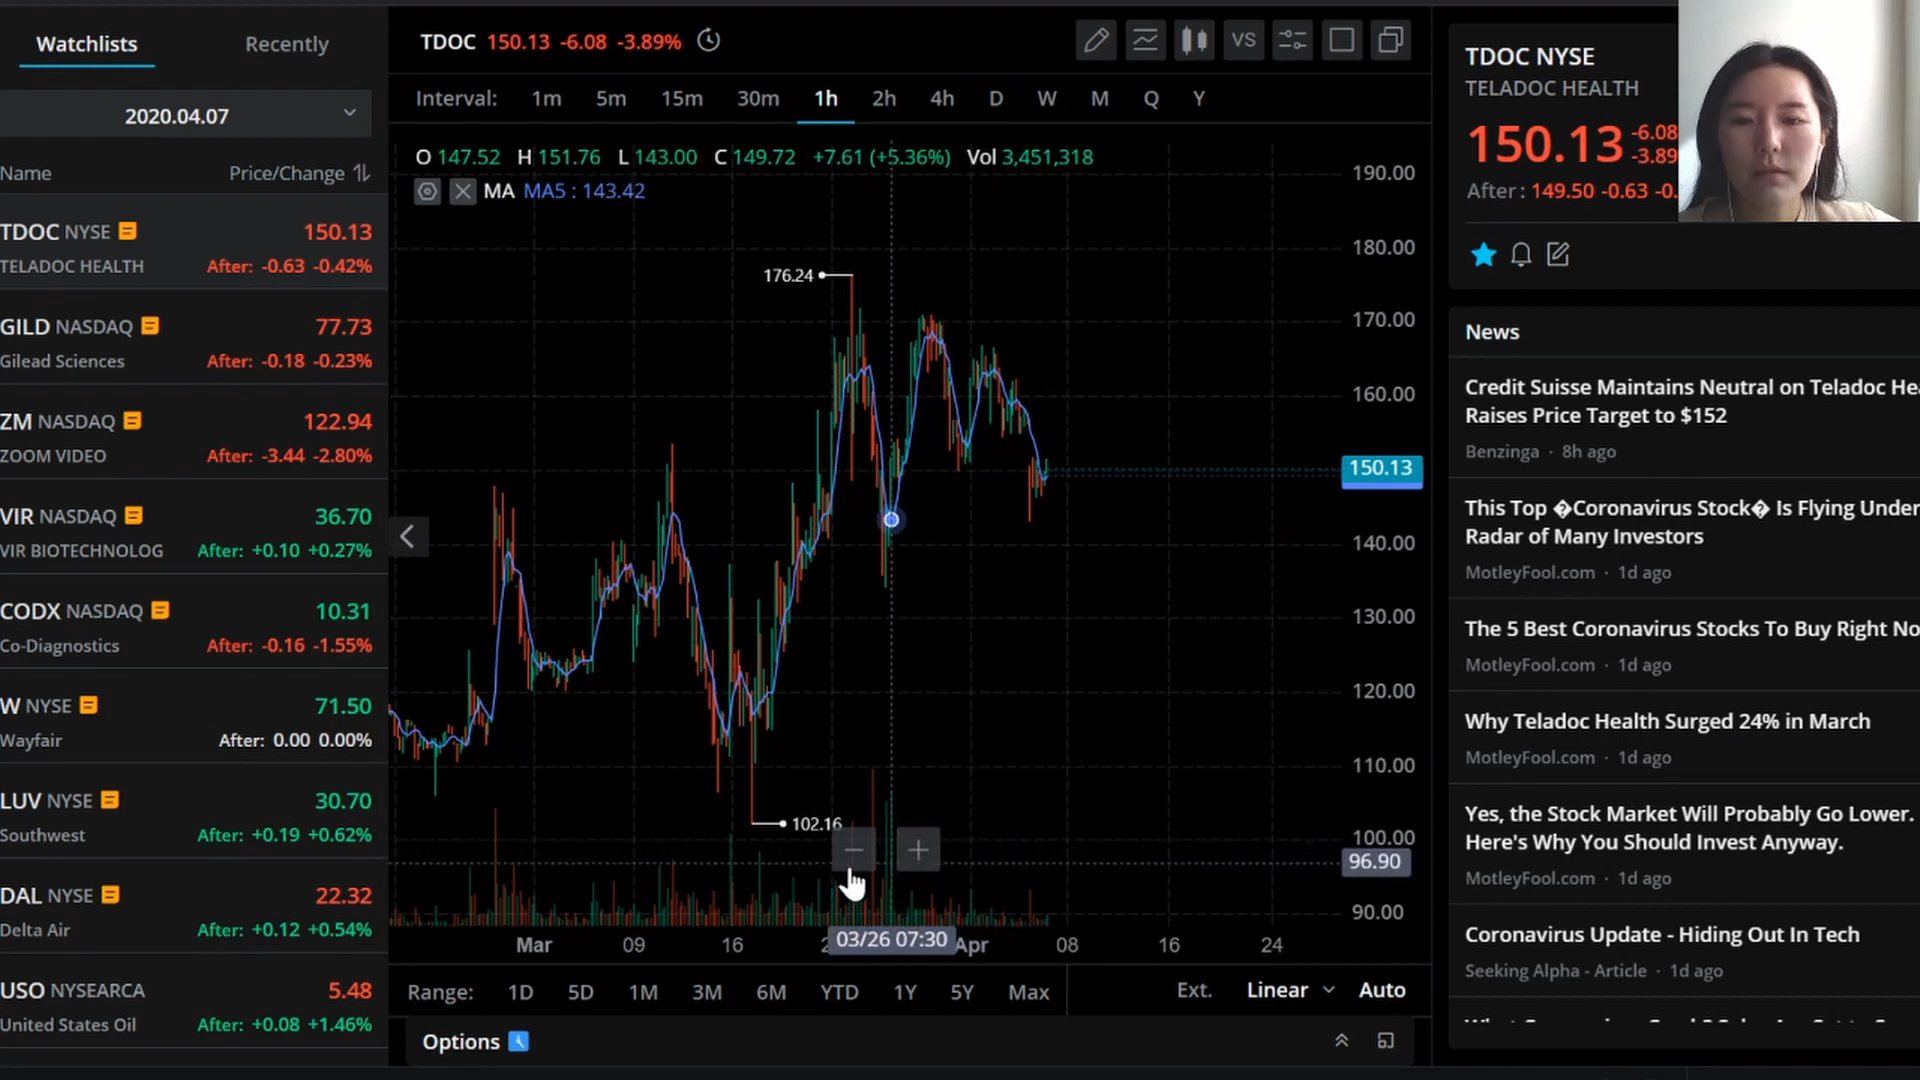 Watchlists Recently
2020.04.07
Name Price/Change
TDOC NYSE 150.13
TELADOC HEALTH After: -0.63 -0.42%
GILD NASDAQ 77.73
Gilead Sciences After: -0.18 -0.23%
ZM NASDAQ 122.94
ZOOM VIDEO After: -3.44 -2.80%
VIR NASDAQ 36.70
VIR BIOTECHNOLOG After: +0.10 +0.27%
CODX NASDAQ 10.31
Co-Diagnostics After: -0.16 -1.55%
W NYSE 71.50
Wayfair After: 0.00 0.00%
LUV NYSE 30.70
Southwest After: +0.19 +0.62%
DAL NYSE 22.32
Delta Air After: +0.12 +0.54%
USO NYSEARCA 5.48
United States Oil After: +0.08 +1.46%
TDOC 150.13 -6.08 -3.89%
VS
Interval: 1m 5m 15m 30m 1h 2h 4h D W M Q Y
O 147.52 H 151.76 L 143.00 C 149.72 +7.61 (+5.36%) Vol 3,451,318
MA MA5 : 143.42
190.00
180.00
176.24
170.00
160.00
150.13
140.00
130.00
120.00
110.00
102.16
100.00
96.90
90.00
Mar 09 16 03/26 07:30 Apr 08 16 24
Range: 1D 5D 1M 3M 6M YTD 1Y 5Y Max Ext. Linear Auto
Options
TDOC NYSE
TELADOC HEALTH
150.13 -6.08
-3.89
After : 149.50 -0.63 -0.
News
Credit Suisse Maintains Neutral on Teladoc Hea
Raises Price Target to $152
Benzinga · 8h ago
This Top �Coronavirus Stock� Is Flying Under
Radar of Many Investors
MotleyFool.com · 1d ago
The 5 Best Coronavirus Stocks To Buy Right No
MotleyFool.com · 1d ago
Why Teladoc Health Surged 24% in March
MotleyFool.com · 1d ago
Yes, the Stock Market Will Probably Go Lower.
Here's Why You Should Invest Anyway.
MotleyFool.com · 1d ago
Coronavirus Update - Hiding Out In Tech
Seeking Alpha - Article · 1d ago